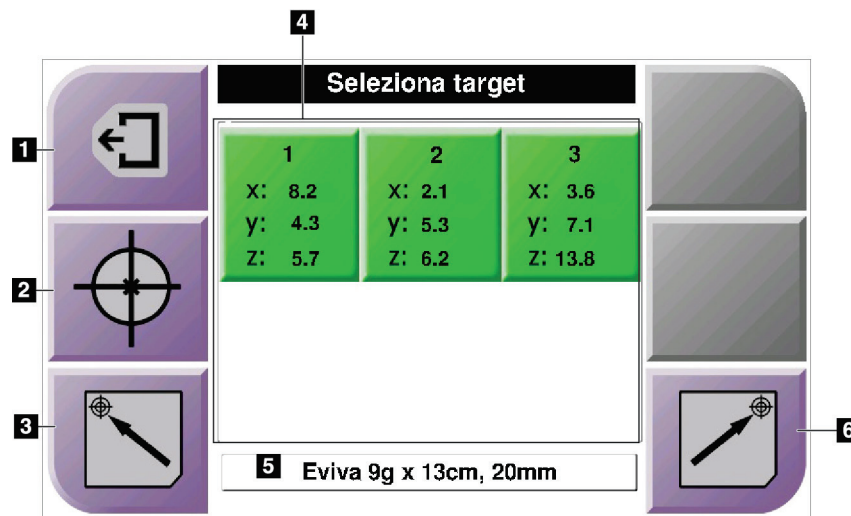 4
Seleziona target
1
1 2 3
x: 8.2 x: 2.1 x: 3.6
y: 4.3 y: 5.3 y: 7.1
z: 5.7 z: 6.2 z: 13.8
2
3
6
5 Eviva 9g x 13cm, 20mm